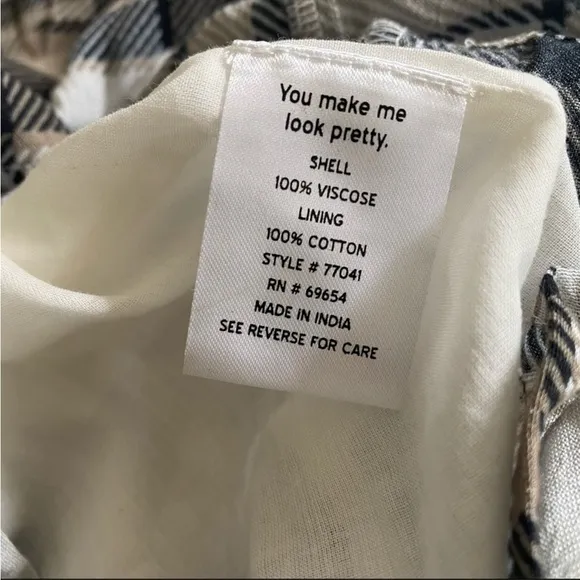 You make me
look pretty.
SHELL
100% VISCOSE
LINING
100% COTTON
STYLE # 77041
RN # 69654
MADE IN INDIA
SEE REVERSE FOR CARE